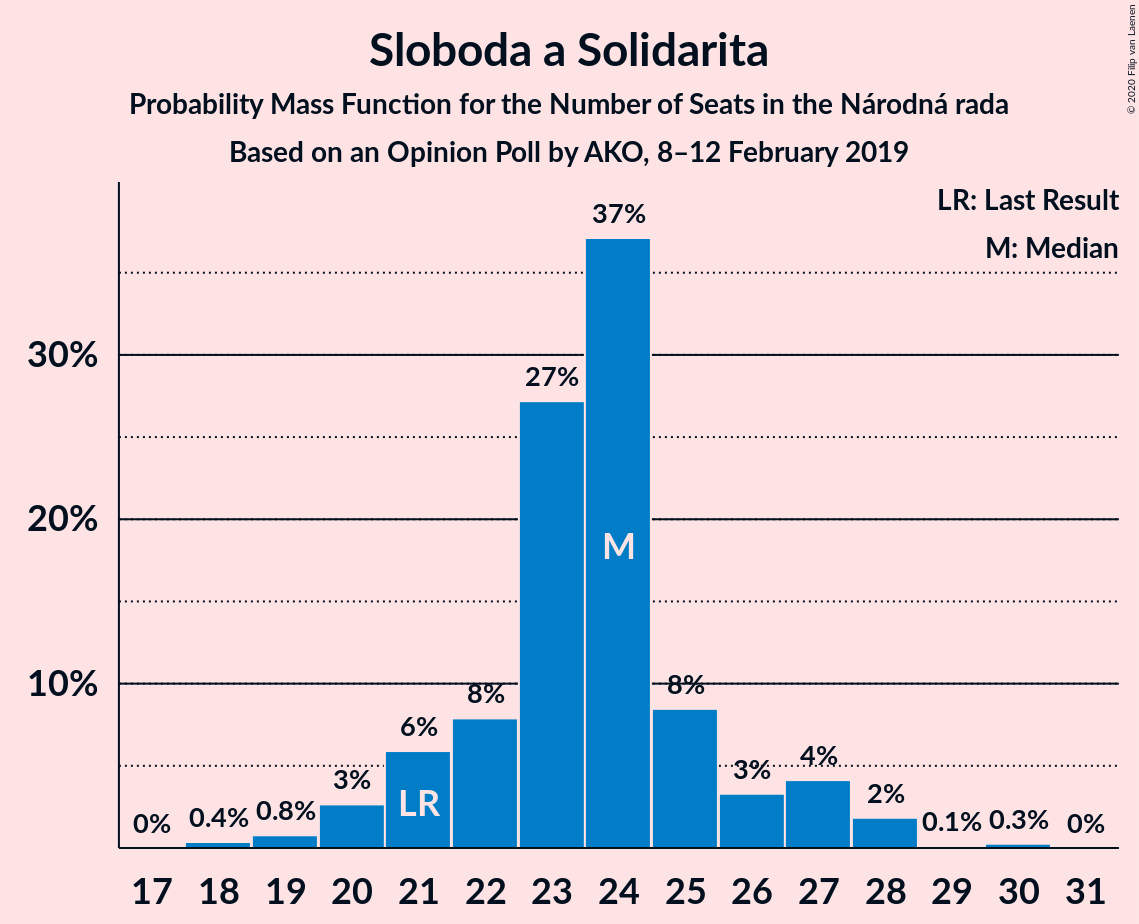 Sloboda a Solidarita
Probability Mass Function for the Number of Seats in the Národná rada
Based on an Opinion Poll by AKO, 8–12 February 2019
© 2020 Filip van Laenen
LR: Last Result
M: Median
30%
20%
10%
0%
0.4%
0.8%
3%
6%
8%
27%
37%
8%
3%
4%
2%
0.1%
0.3%
0%
LR
M
17 18 19 20 21 22 23 24 25 26 27 28 29 30 31